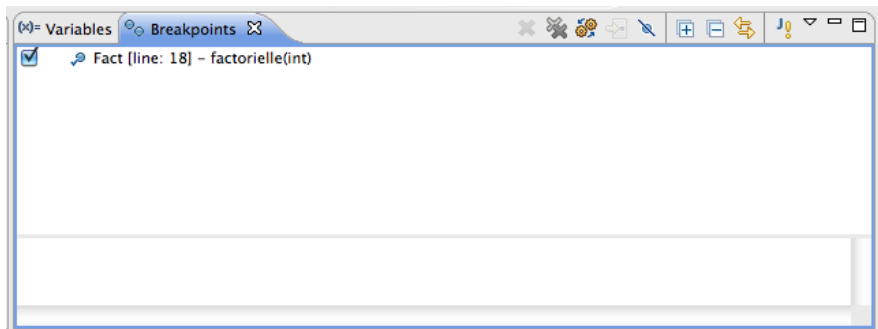 (x)= Variables Breakpoints
Fact [line: 18] – factorielle(int)